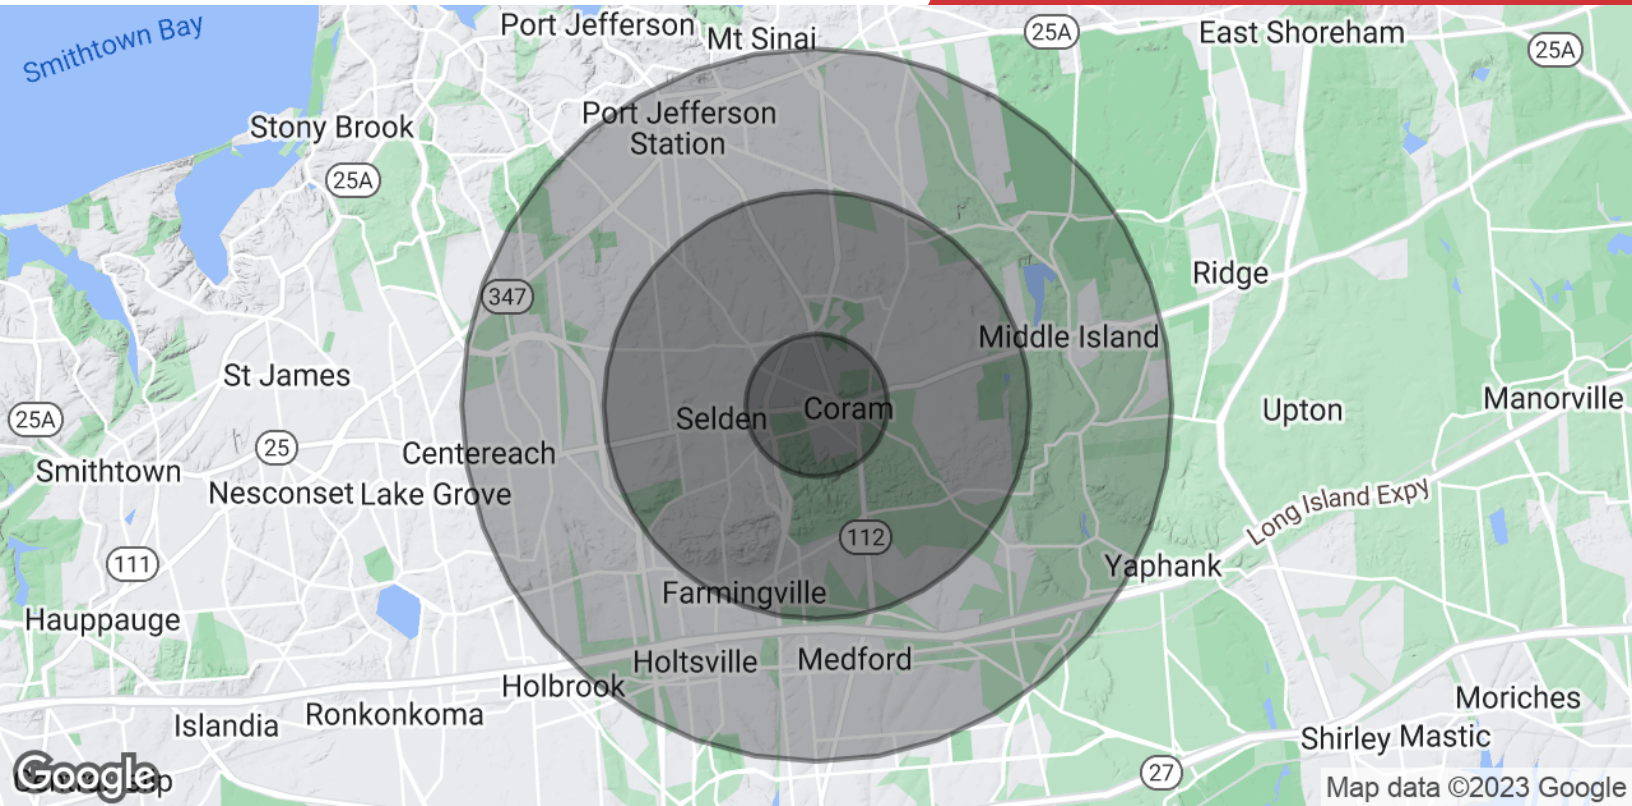 Smithtown Bay
Port Jefferson
Mt Sinai
25A
East Shoreham
25A
Stony Brook
Port Jefferson
Station
25A
347
Ridge
Middle Island
St James
25A
25
Selden
Coram
Upton
Manorville
Centereach
Smithtown
Nesconset
Lake Grove
Long Island Expy
111
112
Yaphank
Farmingville
Hauppauge
Holtsville
Medford
Holbrook
Islandia
Ronkonkoma
Moriches
Shirley
Mastic
27
Google
Map data ©2023 Google